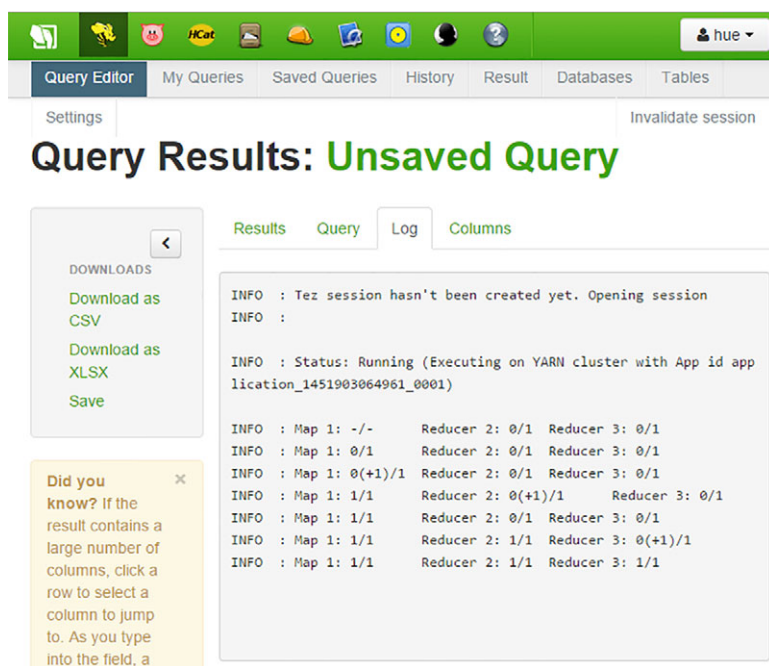 HCat
hue
Query Editor My Queries Saved Queries History Result Databases Tables
Settings Invalidate session
Query Results: Unsaved Query
DOWNLOADS
Download as
CSV
Download as
XLSX
Save
Did you
know? If the
result contains a
large number of
columns, click a
row to select a
column to jump
to. As you type
into the field, a
Results Query Log Columns
INFO : Tez session hasn't been created yet. Opening session
INFO :
INFO : Status: Running (Executing on YARN cluster with App id app
lication_1451903064961_0001)
INFO : Map 1: -/- Reducer 2: 0/1 Reducer 3: 0/1
INFO : Map 1: 0/1 Reducer 2: 0/1 Reducer 3: 0/1
INFO : Map 1: 0(+1)/1 Reducer 2: 0/1 Reducer 3: 0/1
INFO : Map 1: 1/1 Reducer 2: 0(+1)/1 Reducer 3: 0/1
INFO : Map 1: 1/1 Reducer 2: 0/1 Reducer 3: 0/1
INFO : Map 1: 1/1 Reducer 2: 1/1 Reducer 3: 0(+1)/1
INFO : Map 1: 1/1 Reducer 2: 1/1 Reducer 3: 1/1